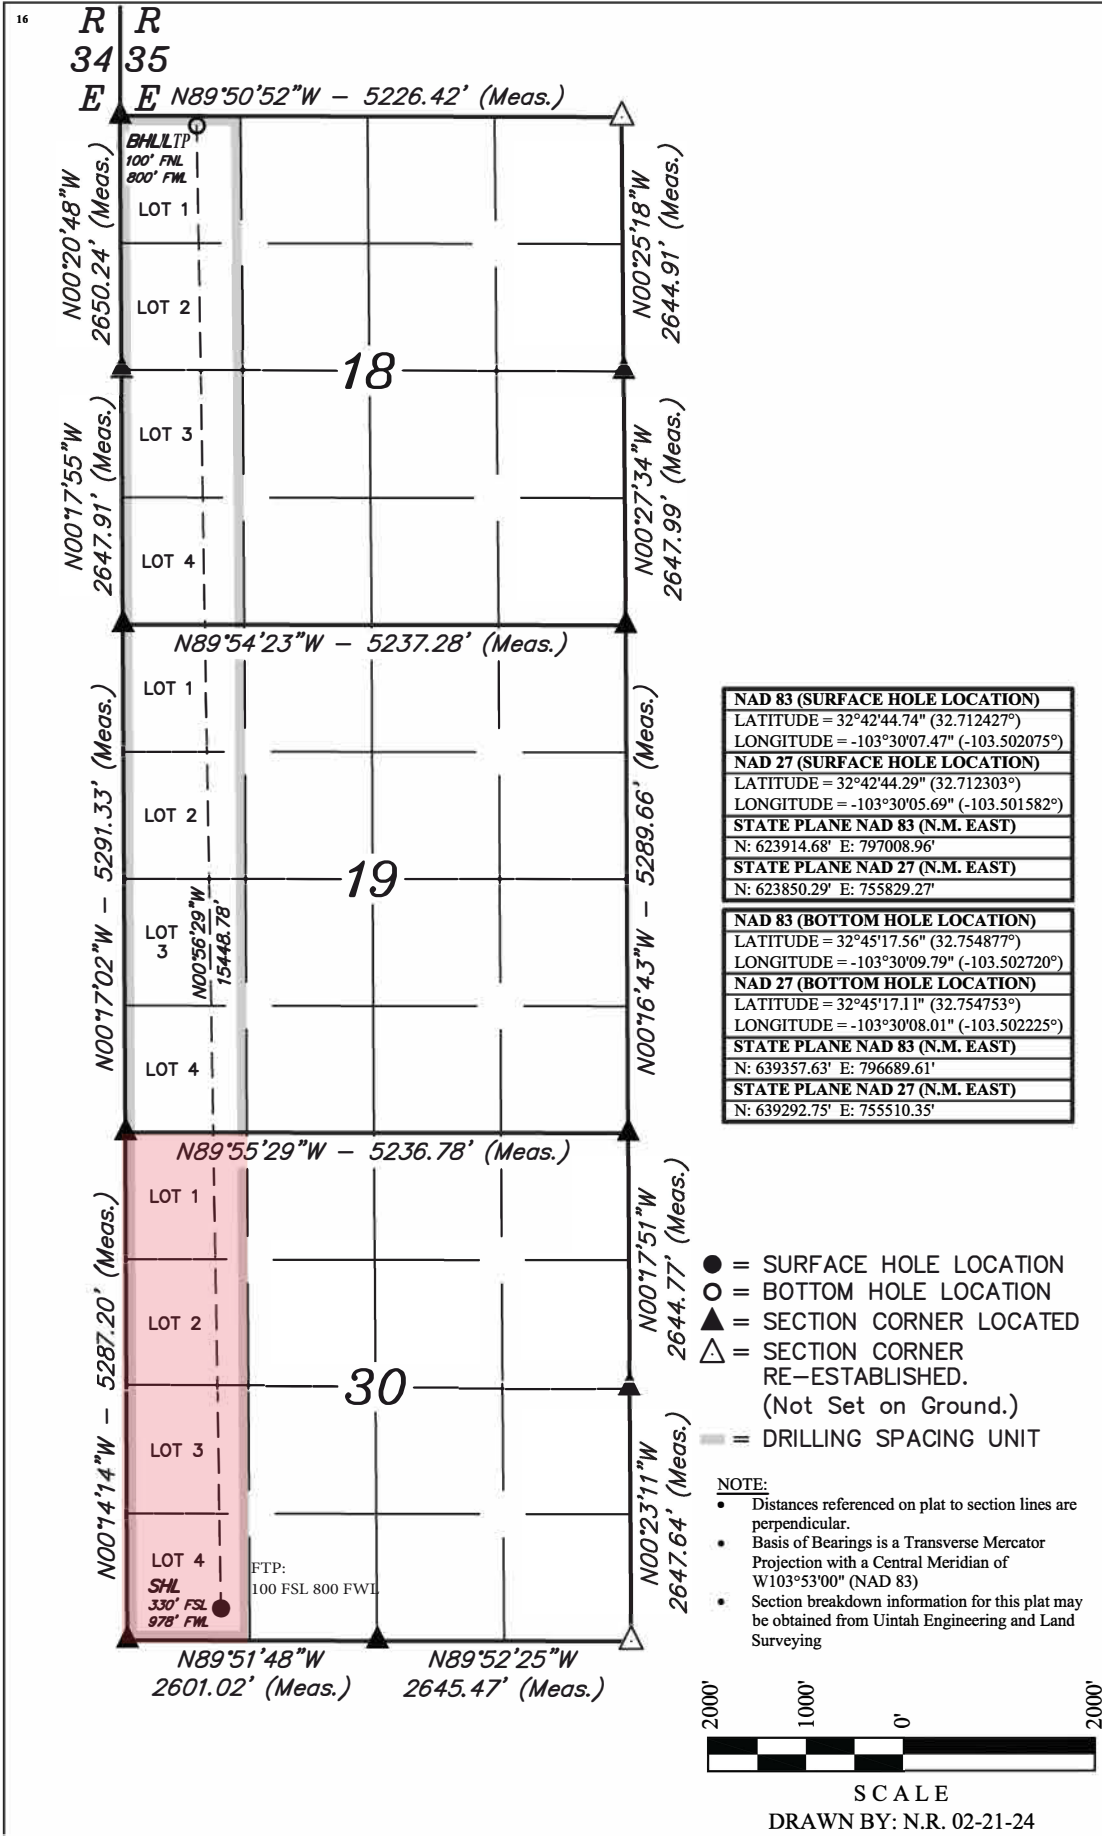 16
R R
34 35
E E
N89°50'52"W – 5226.42' (Meas.)
BHL/LTP
100' FNL
800' FWL
LOT 1
N00°20'48"W
2650.24' (Meas.)
N00°25'18"W
2644.91' (Meas.)
LOT 2
18
LOT 3
N00°17'55"W
2647.91' (Meas.)
N00°27'34"W
2647.99' (Meas.)
LOT 4
N89°54'23"W – 5237.28' (Meas.)
LOT 1
LOT 2
19
N00°17'02"W – 5291.33' (Meas.)
N00°16'43"W – 5289.66' (Meas.)
LOT
3
N00°56'29"W
15448.78'
LOT 4
N89°55'29"W – 5236.78' (Meas.)
LOT 1
LOT 2
30
N00°14'14"W – 5287.20' (Meas.)
N00°17'51"W
2644.77' (Meas.)
LOT 3
N00°23'11"W
2647.64' (Meas.)
LOT 4
SHL
330' FSL
978' FWL
FTP:
100 FSL 800 FWL
N89°51'48"W
2601.02' (Meas.)
N89°52'25"W
2645.47' (Meas.)
NAD 83 (SURFACE HOLE LOCATION)
LATITUDE = 32°42'44.74" (32.712427°)
LONGITUDE = -103°30'07.47" (-103.502075°)
NAD 27 (SURFACE HOLE LOCATION)
LATITUDE = 32°42'44.29" (32.712303°)
LONGITUDE = -103°30'05.69" (-103.501582°)
STATE PLANE NAD 83 (N.M. EAST)
N: 623914.68' E: 797008.96'
STATE PLANE NAD 27 (N.M. EAST)
N: 623850.29' E: 755829.27'
NAD 83 (BOTTOM HOLE LOCATION)
LATITUDE = 32°45'17.56" (32.754877°)
LONGITUDE = -103°30'09.79" (-103.502720°)
NAD 27 (BOTTOM HOLE LOCATION)
LATITUDE = 32°45'17.11" (32.754753°)
LONGITUDE = -103°30'08.01" (-103.502225°)
STATE PLANE NAD 83 (N.M. EAST)
N: 639357.63' E: 796689.61'
STATE PLANE NAD 27 (N.M. EAST)
N: 639292.75' E: 755510.35'
= SURFACE HOLE LOCATION
= BOTTOM HOLE LOCATION
= SECTION CORNER LOCATED
= SECTION CORNER
RE–ESTABLISHED.
(Not Set on Ground.)
= DRILLING SPACING UNIT
NOTE:
• Distances referenced on plat to section lines are
perpendicular.
• Basis of Bearings is a Transverse Mercator
Projection with a Central Meridian of
W103°53'00" (NAD 83)
• Section breakdown information for this plat may
be obtained from Uintah Engineering and Land
Surveying
2000' 1000' 0' 2000'
SCALE
DRAWN BY: N.R. 02-21-24